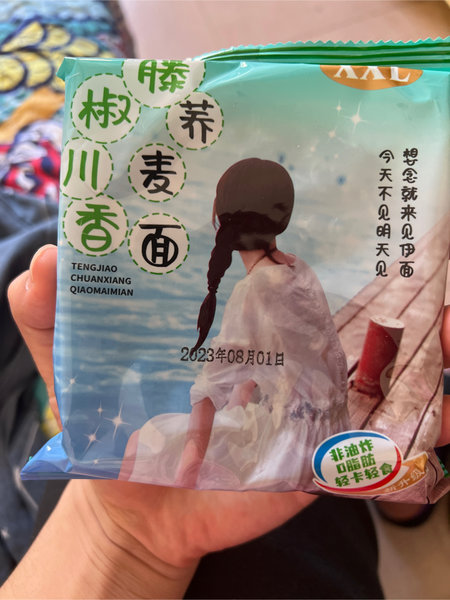 XXL
藤椒川香
荞麦面
TENGJIAO
CHUANXIANG
QIAOMAIMIAN
想念就来见伊面
今天不见明天见
2023年08月01日
非油炸
0脂肪
轻卡轻食